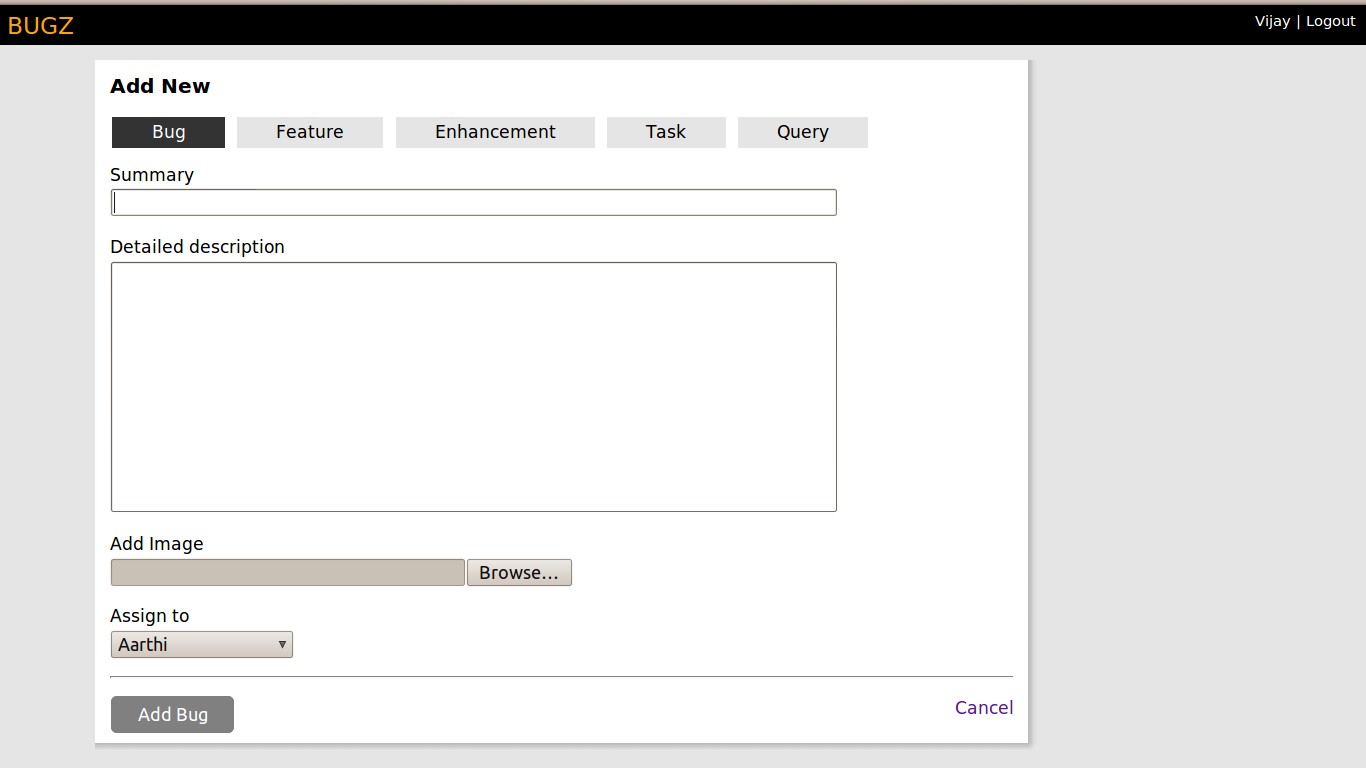 BUGZ
Vijay | Logout
Add New
Bug Feature Enhancement Task Query
Summary
Detailed description
Add Image
Browse...
Assign to
Aarthi
Add Bug
Cancel